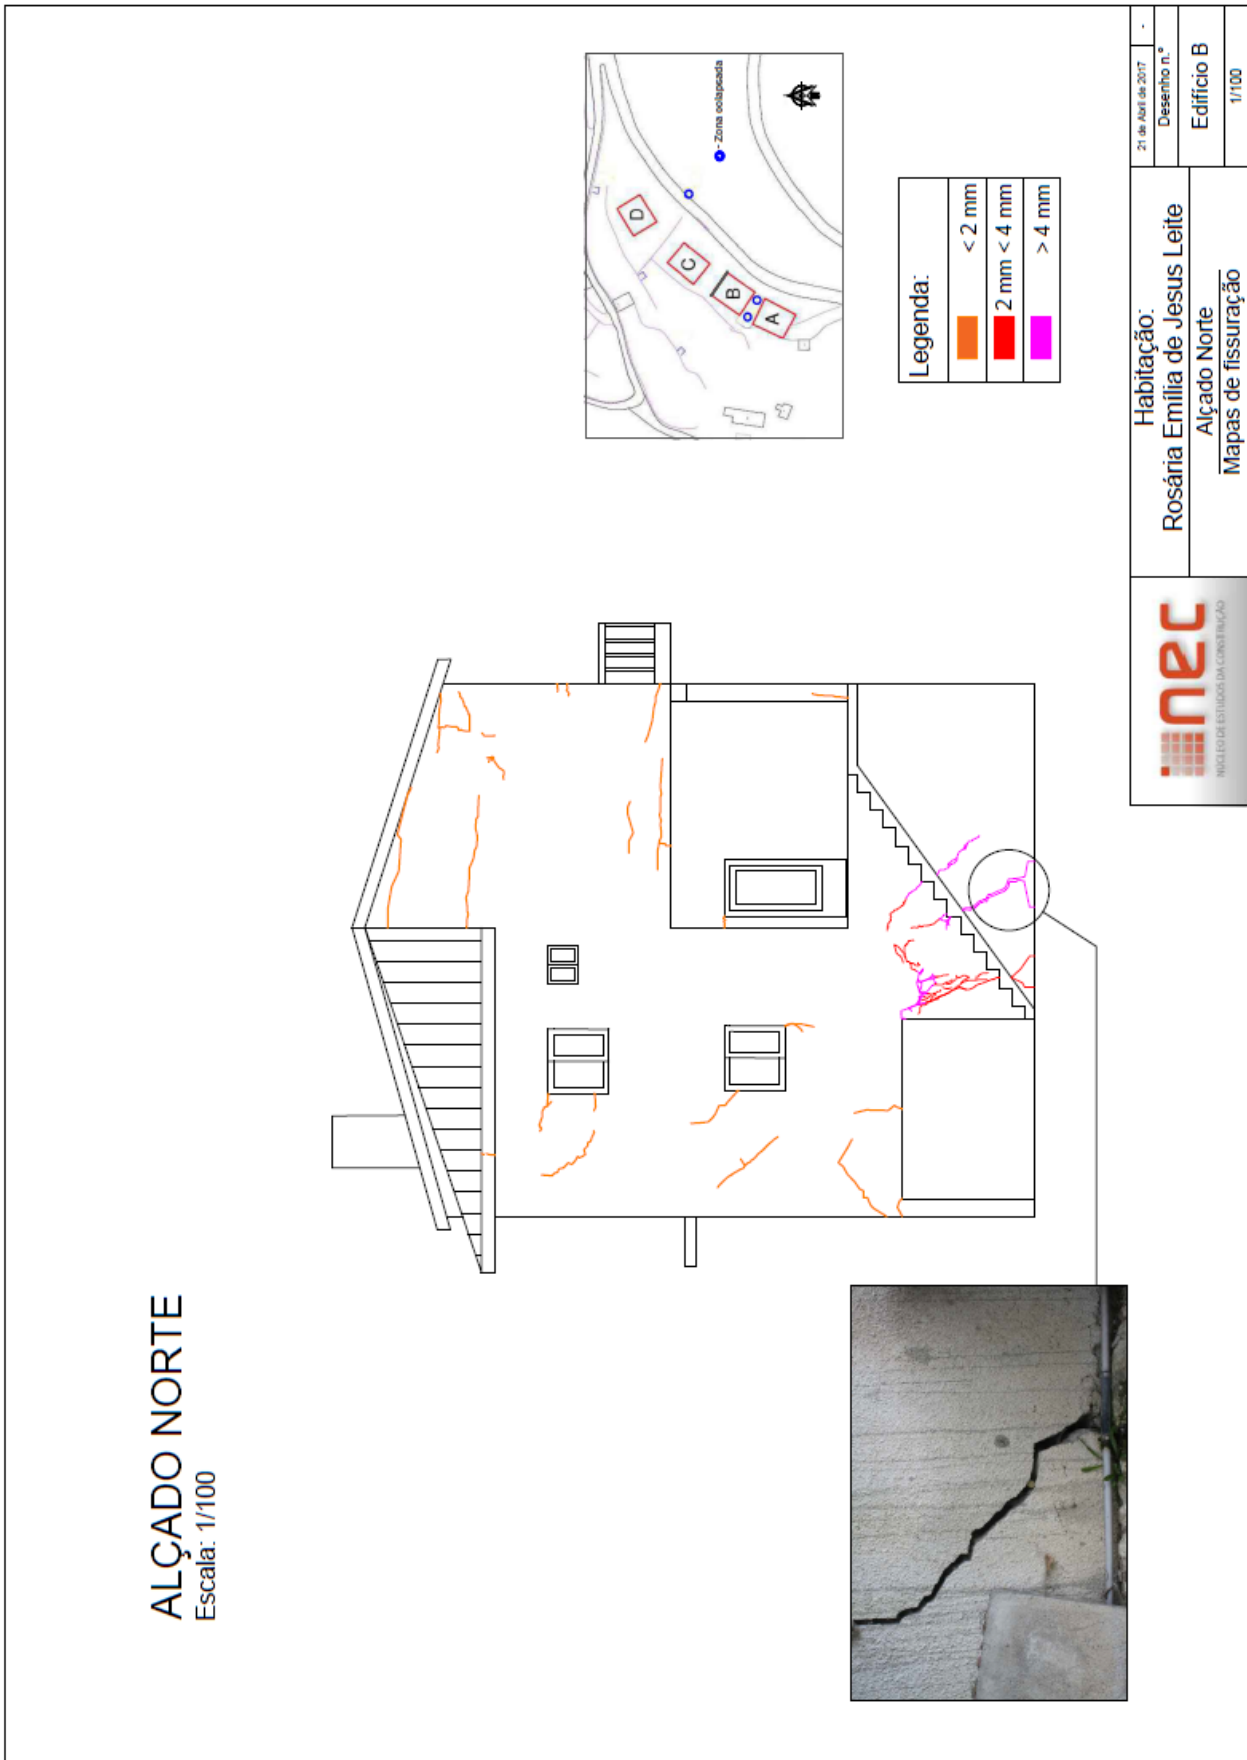 ALÇADO NORTE
Escala: 1/100
D
C
B
A
- Zona colapsada
Legenda:
< 2 mm
2 mm < 4 mm
> 4 mm
nec
NÚCLEO DE ESTUDOS DA CONSTRUÇÃO
Habitação:
Rosária Emília de Jesus Leite
Alçado Norte
Mapas de fissuração
21 de Abril de 2017
-
Desenho n.º
Edifício B
1/100